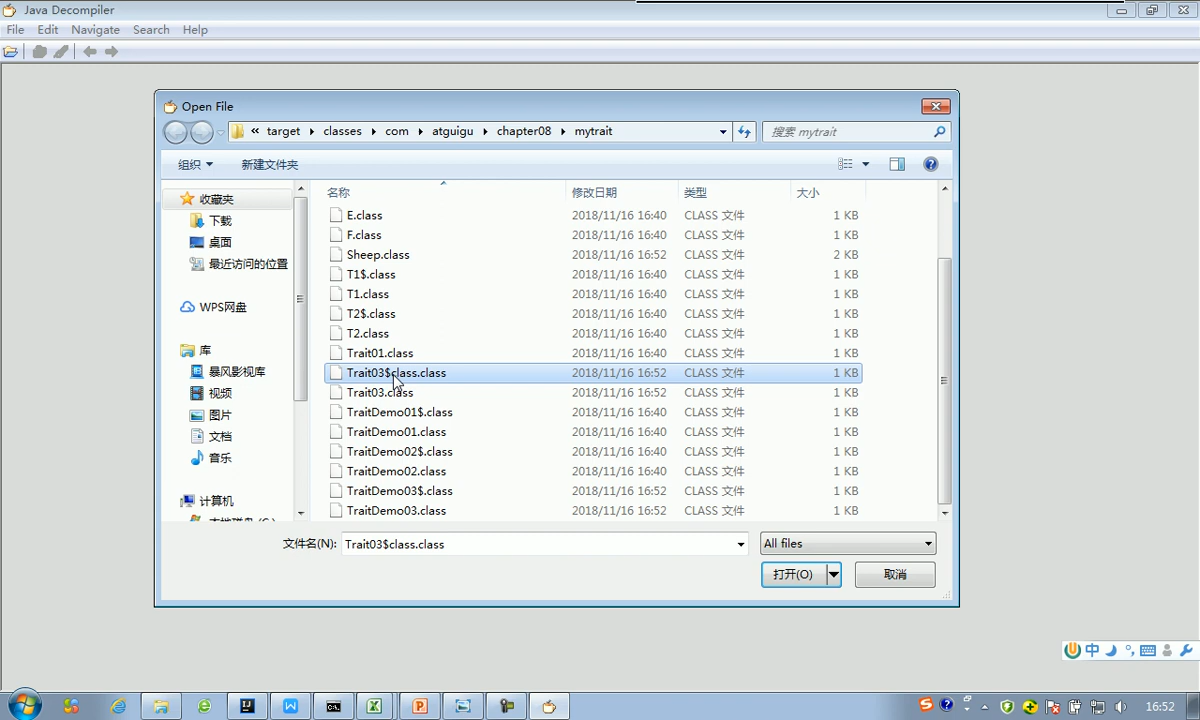 Java Decompiler
File Edit Navigate Search Help
Open File
« target classes com atguigu chapter08 mytrait 搜索 mytrait
组织 新建文件夹
收藏夹
下载
桌面
最近访问的位置
WPS网盘
库
暴风影视库
视频
图片
文档
音乐
计算机
名称 修改日期 类型 大小
E.class 2018/11/16 16:40 CLASS 文件 1 KB
F.class 2018/11/16 16:40 CLASS 文件 1 KB
Sheep.class 2018/11/16 16:52 CLASS 文件 2 KB
T1$.class 2018/11/16 16:40 CLASS 文件 1 KB
T1.class 2018/11/16 16:40 CLASS 文件 1 KB
T2$.class 2018/11/16 16:40 CLASS 文件 1 KB
T2.class 2018/11/16 16:40 CLASS 文件 1 KB
Trait01.class 2018/11/16 16:40 CLASS 文件 1 KB
Trait03$class.class 2018/11/16 16:52 CLASS 文件 1 KB
Trait03.class 2018/11/16 16:52 CLASS 文件 1 KB
TraitDemo01$.class 2018/11/16 16:40 CLASS 文件 1 KB
TraitDemo01.class 2018/11/16 16:40 CLASS 文件 1 KB
TraitDemo02$.class 2018/11/16 16:40 CLASS 文件 1 KB
TraitDemo02.class 2018/11/16 16:40 CLASS 文件 1 KB
TraitDemo03$.class 2018/11/16 16:52 CLASS 文件 1 KB
TraitDemo03.class 2018/11/16 16:52 CLASS 文件 1 KB
文件名(N): Trait03$class.class All files
打开(O) 取消
中
16:52